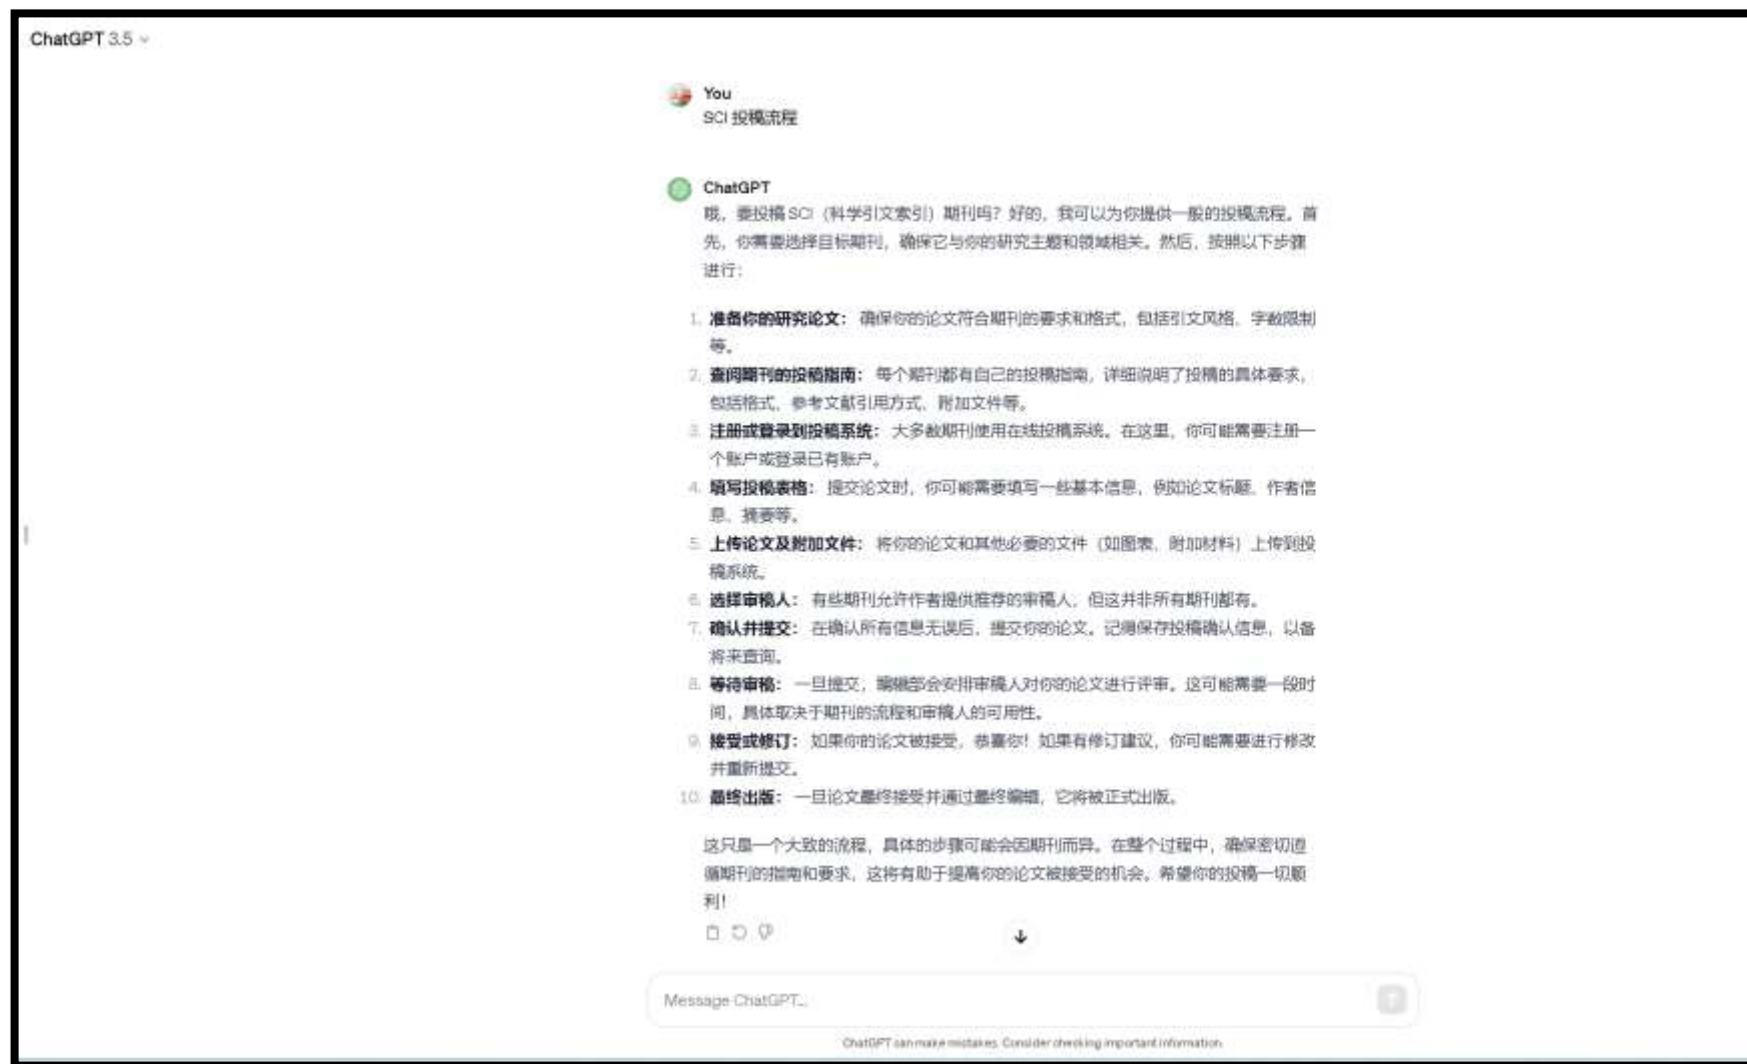 ChatGPT 3.5
You
SCI 投稿流程
ChatGPT
哦，要投稿 SCI（科学引文索引）期刊吗？好的，我可以为你提供一般的投稿流程。首
先，你需要选择目标期刊，确保它与你的研究主题和领域相关。然后，按照以下步骤
进行：
1. 准备你的研究论文： 确保你的论文符合期刊的要求和格式，包括引文风格、字数限制
等。
2. 查阅期刊的投稿指南： 每个期刊都有自己的投稿指南，详细说明了投稿的具体要求，
包括格式、参考文献引用方式、附加文件等。
3. 注册或登录到投稿系统： 大多数期刊使用在线投稿系统。在这里，你可能需要注册一
个账户或登录已有账户。
4. 填写投稿表格： 提交论文时，你可能需要填写一些基本信息，例如论文标题、作者信
息、摘要等。
5. 上传论文及附加文件： 将你的论文和其他必要的文件（如图表、附加材料）上传到投
稿系统。
6. 选择审稿人： 有些期刊允许作者提供推荐的审稿人，但这并非所有期刊都有。
7. 确认并提交： 在确认所有信息无误后，提交你的论文。记得保存投稿确认信息，以备
将来查询。
8. 等待审稿： 一旦提交，编辑部会安排审稿人对你的论文进行评审。这可能需要一段时
间，具体取决于期刊的流程和审稿人的可用性。
9. 接受或修订： 如果你的论文被接受，恭喜你！如果有修订建议，你可能需要进行修改
并重新提交。
10. 最终出版： 一旦论文最终接受并通过最终编辑，它将被正式出版。
这只是一个大致的流程，具体的步骤可能会因期刊而异。在整个过程中，确保密切遵
循期刊的指南和要求，这将有助于提高你的论文被接受的机会。希望你的投稿一切顺
利！
Message ChatGPT...
ChatGPT can make mistakes. Consider checking important information.